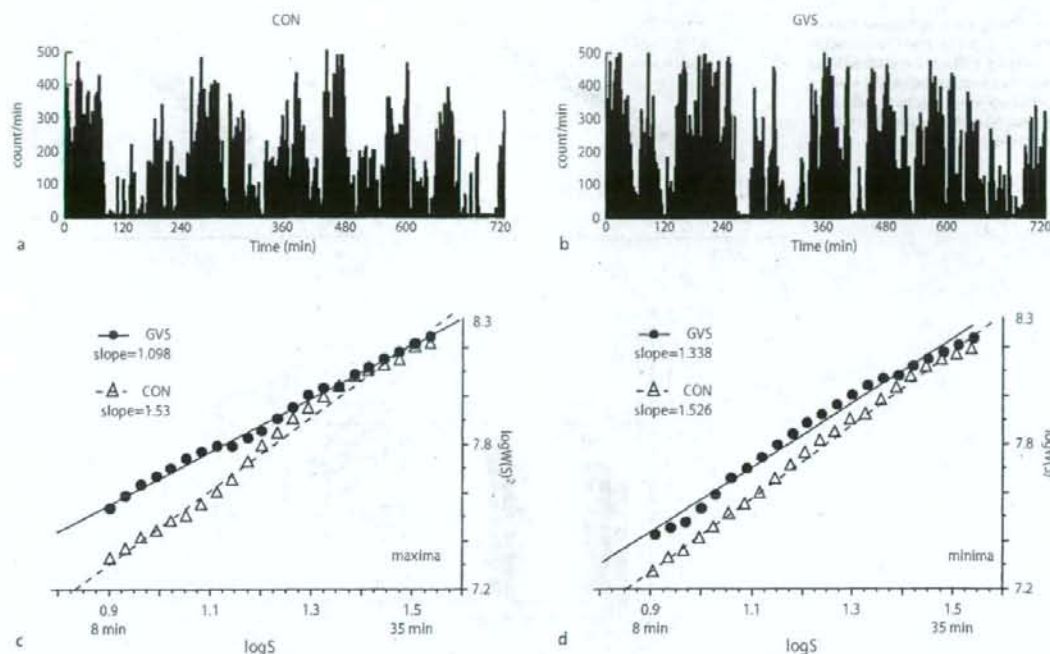 CON
500
400
300
200
100
0
count/min
0 120 240 360 480 600 720
Time (min)
a
GVS
500
400
300
200
100
0
count/min
0 120 240 360 480 600 720
Time (min)
b
GVS
slope=1.098
CON
slope=1.53
8.3
7.8
7.2
logW(S)²
maxima
0.9 1.1 1.3 1.5
8 min 35 min
logS
c
GVS
slope=1.338
CON
slope=1.526
8.3
7.8
7.2
minima
0.9 1.1 1.3 1.5
8 min 35 min
logS
d